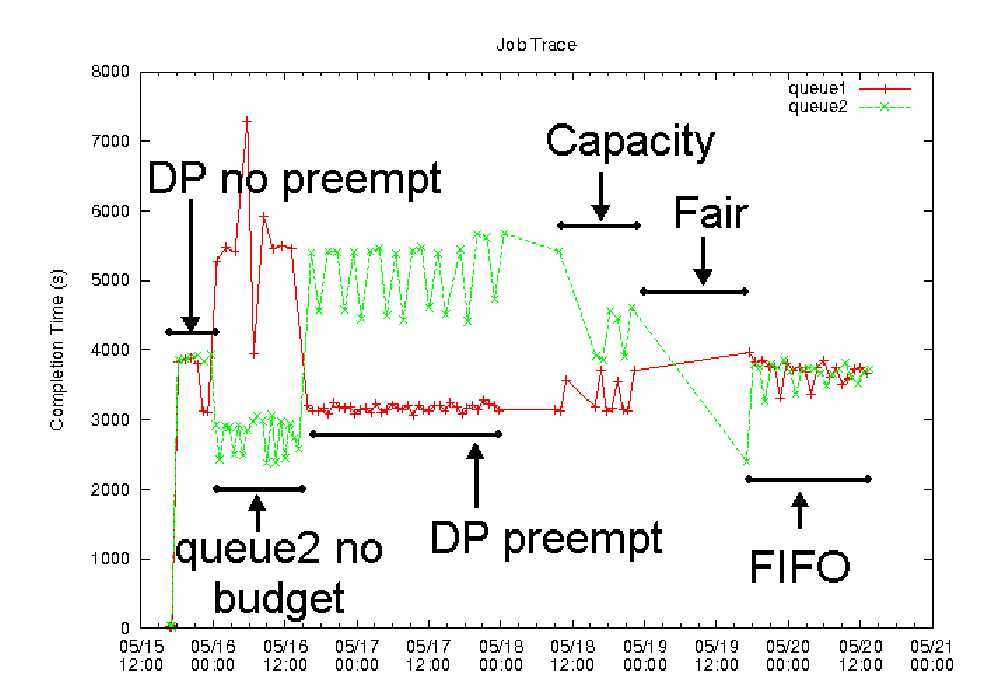 Job Trace
8000
queue1
queue2
7000
Capacity
DP no preempt
6000
Fair
5000
Completion Time (s)
4000
3000
2000
DP preempt
queue2 no
budget
FIFO
1000
0
05/15 05/16 05/16 05/17 05/17 05/18 05/18 05/19 05/19 05/20 05/20 05/21
12:00 00:00 12:00 00:00 12:00 00:00 12:00 00:00 12:00 00:00 12:00 00:00